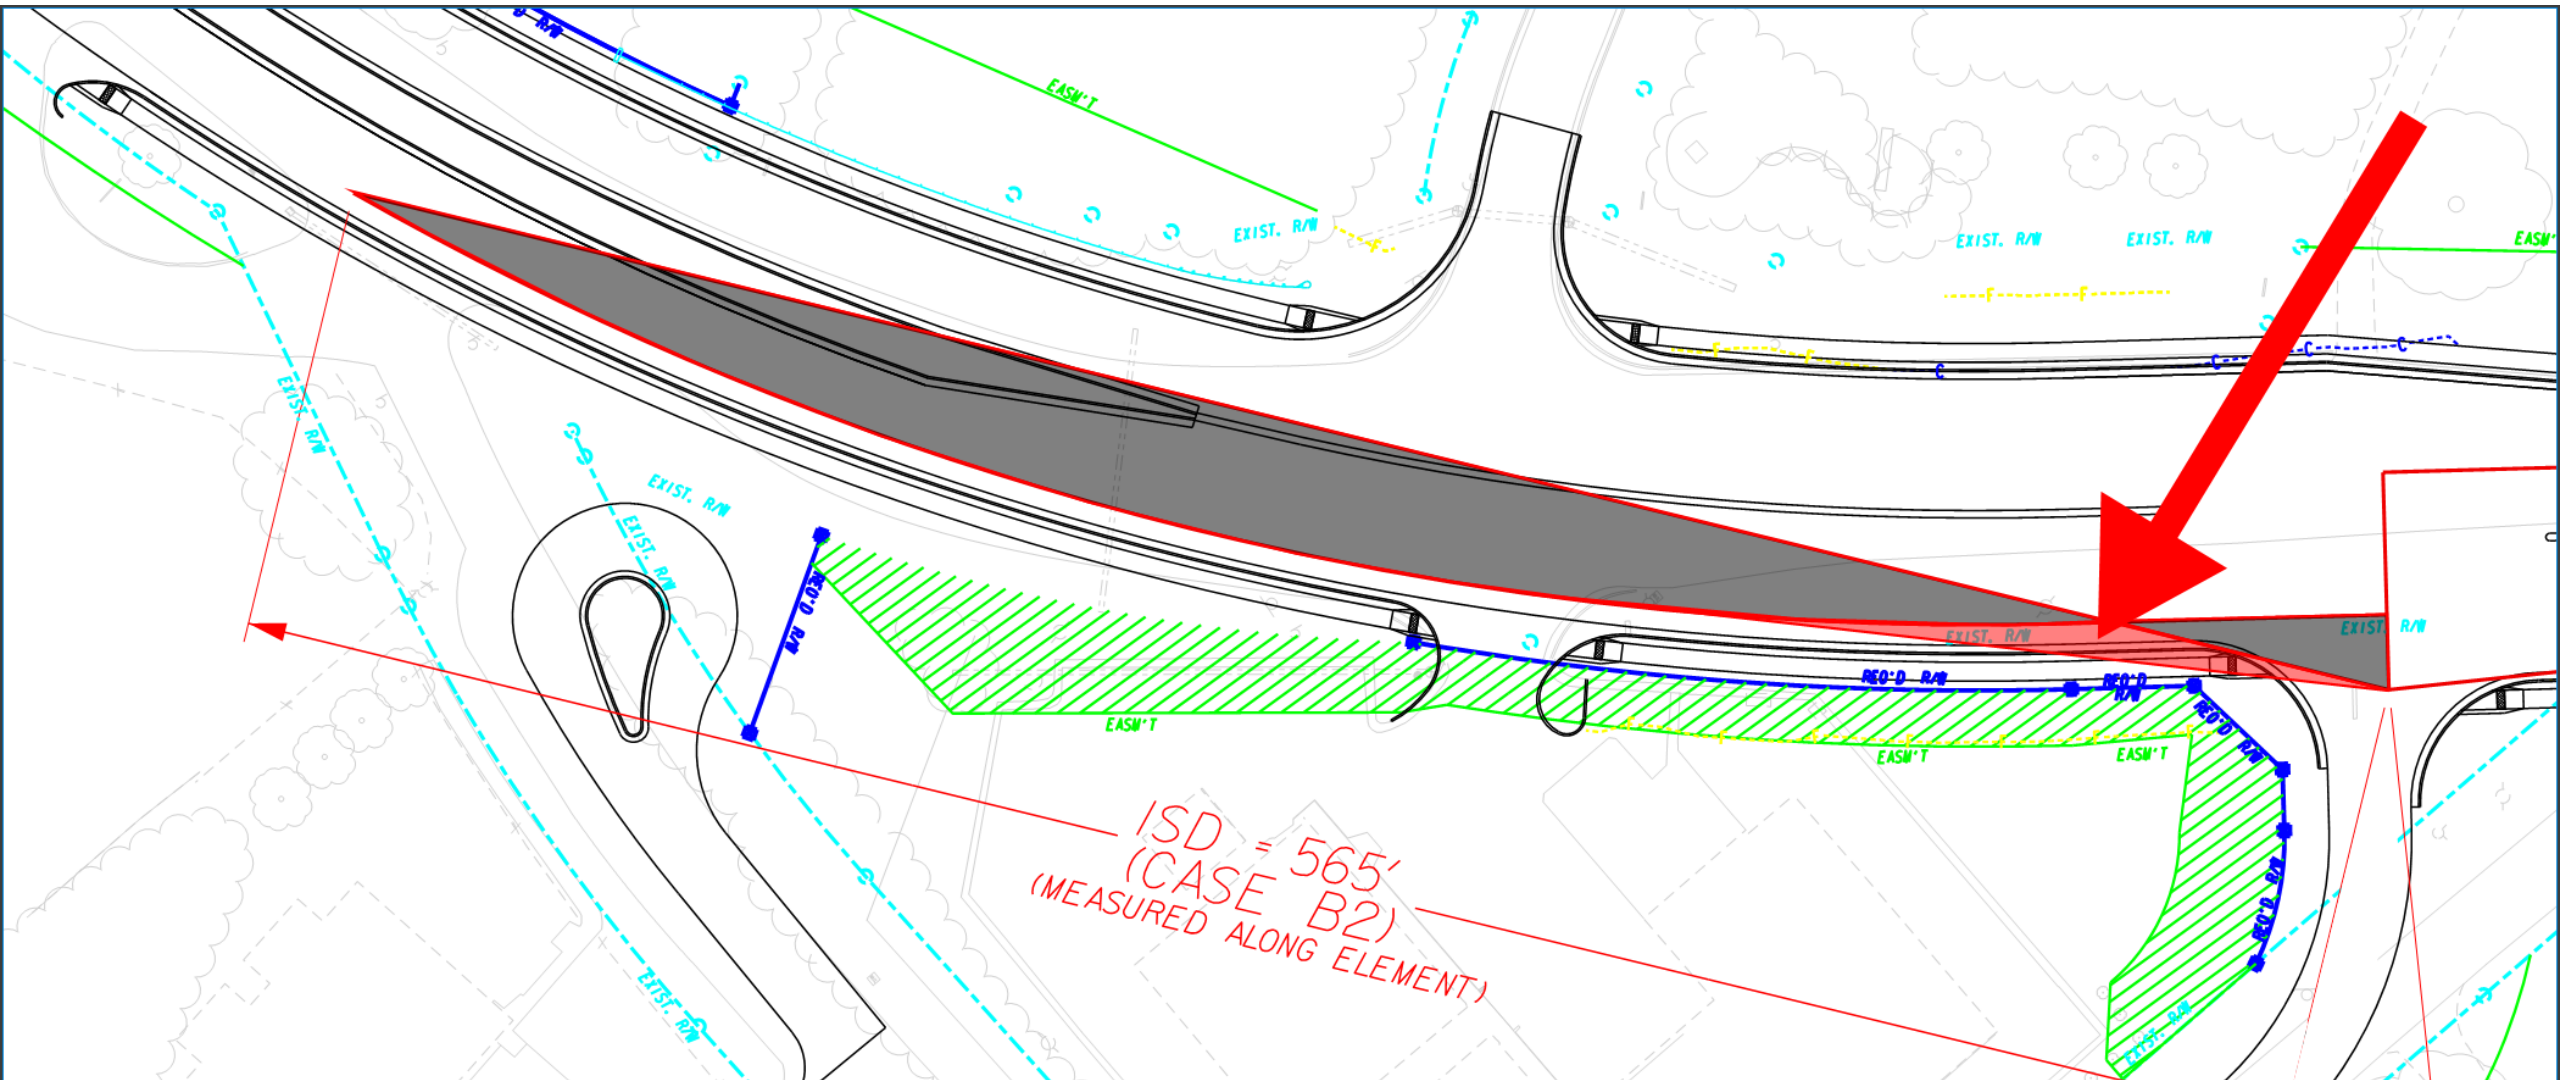 R/W
EASM'T
EXIST. R/W
F
EXIST. R/W
EXIST. R/W
EASM'
F
F
F
F
C
C
C
C
EXIST. R/W
EXIST. R/W
EXIST. R/W
REQ'D R/W
EXIST. R/W
EXIST. R/W
REQ'D R/W
REQ'D
R/W
REQ'D R/W
EASM'T
EASM'T
EASM'T
F
F
F
F
F
F
F
ISD = 565'
(CASE B2)
(MEASURED ALONG ELEMENT)
REQ'D R/W
EXIST. R/W
EXIST. R/W